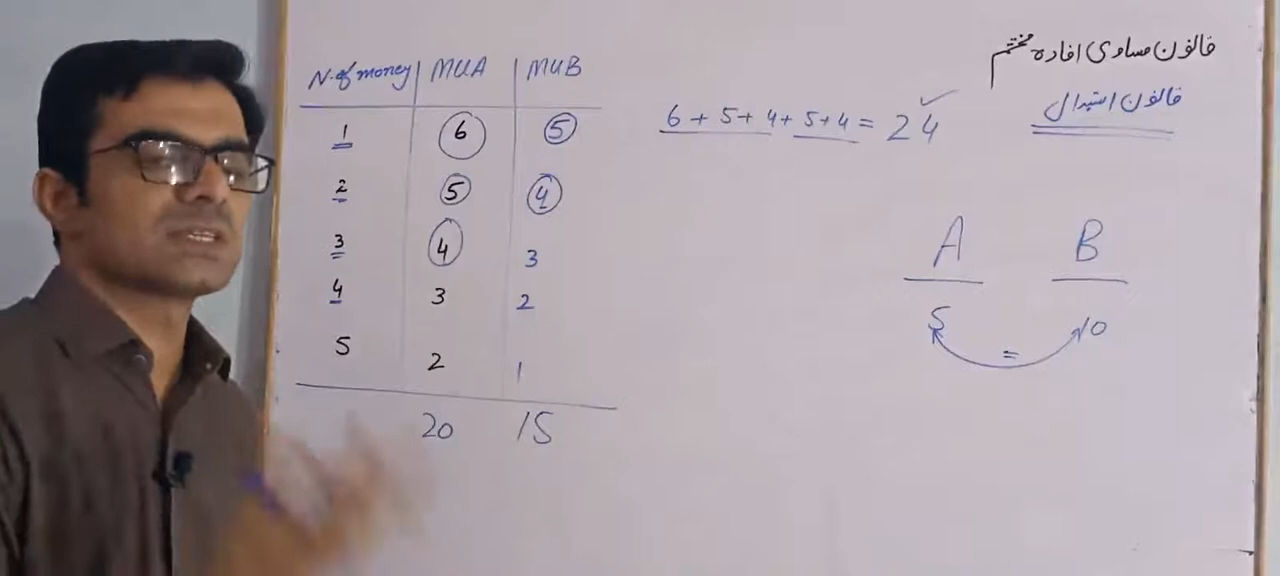 N. of money MUA MUB
1 6 5
2 5 4
3 4 3
4 3 2
5 2 1
20 15
6 + 5 + 4 + 5 + 4 = 24
قانون مساوی افادہ مختتم
قانون استبدال
A B
5 = 10